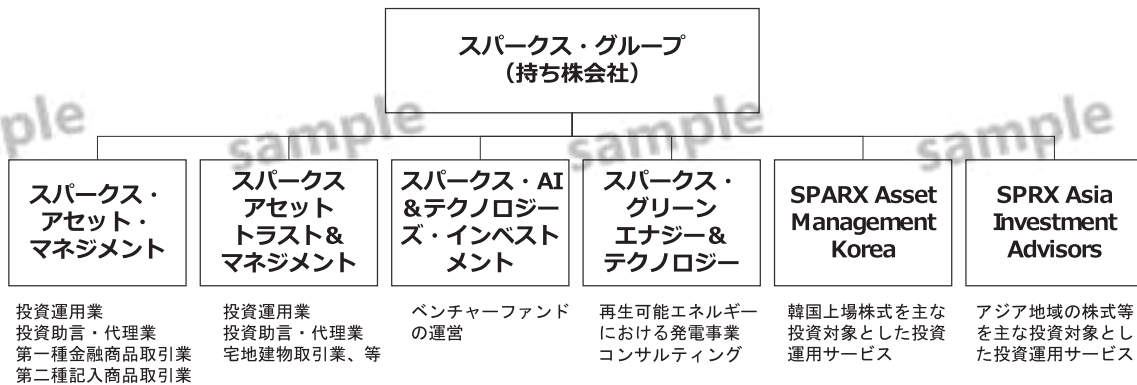 スパークス・グループ
（持ち株会社）
sample
sample
sample
スパークス・
アセット・
マネジメント
スパークス
アセット
トラスト&
マネジメント
スパークス・AI
&テクノロジー
ズ・インベスト
メント
スパークス・
グリーン
エナジー&
テクノロジー
SPARX Asset
Management
Korea
SPRX Asia
Investment
Advisors
投資運用業
投資助言・代理業
第一種金融商品取引業
第二種記入商品取引業
投資運用業
投資助言・代理業
宅地建物取引業、等
ベンチャーファンド
の運営
再生可能エネルギー
における発電事業
コンサルティング
韓国上場株式を主な
投資対象とした投資
運用サービス
アジア地域の株式等
を主な投資対象とし
た投資運用サービス